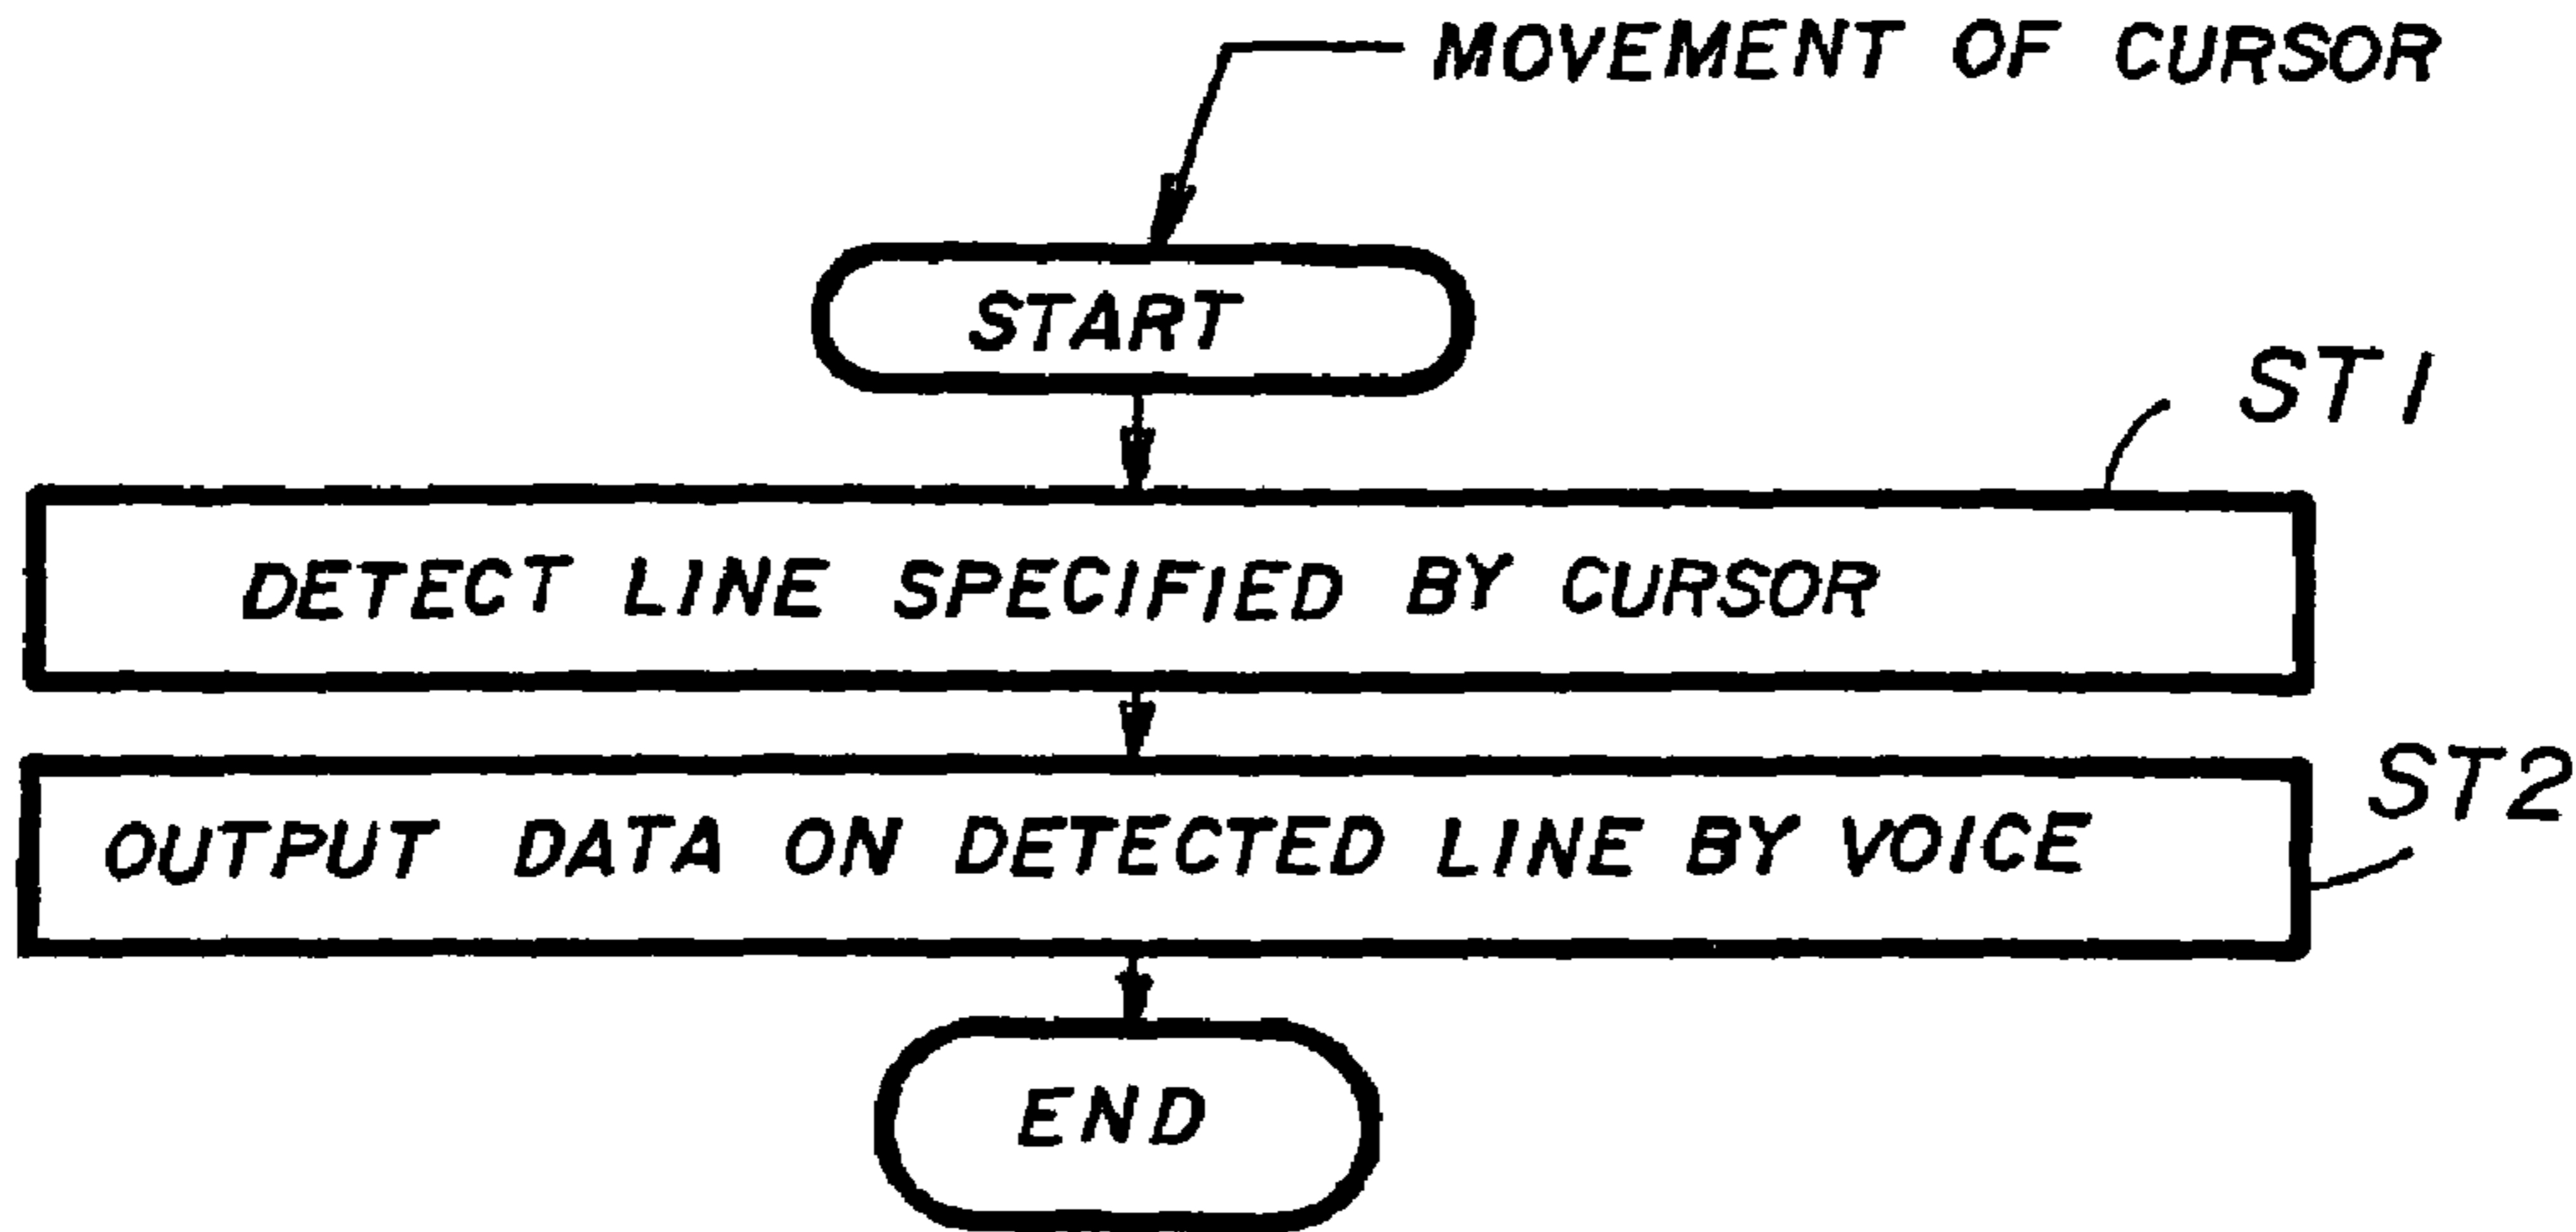 MOVEMENT OF CURSOR
START
ST1
DETECT LINE SPECIFIED BY CURSOR
ST2
OUTPUT DATA ON DETECTED LINE BY VOICE
END